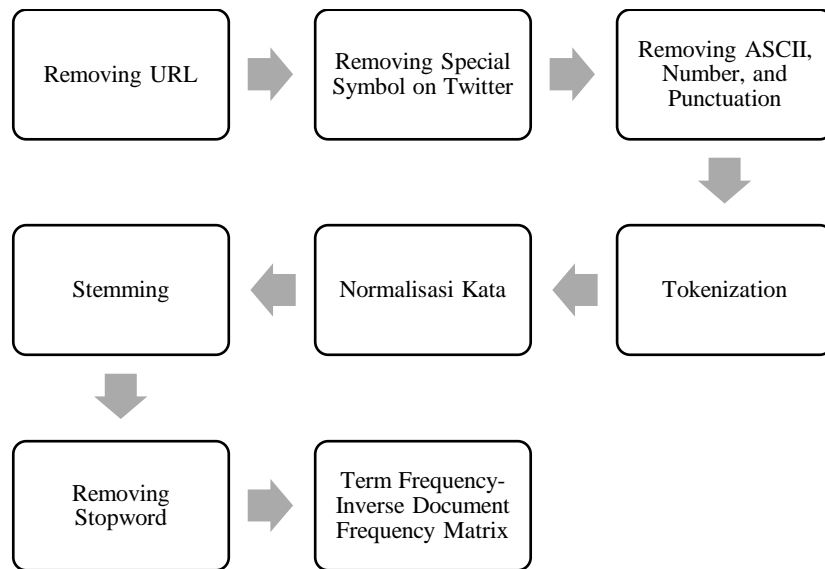 Removing URL
Removing Special
Symbol on Twitter
Removing ASCII,
Number, and
Punctuation
Tokenization
Normalisasi Kata
Stemming
Removing
Stopword
Term Frequency-
Inverse Document
Frequency Matrix